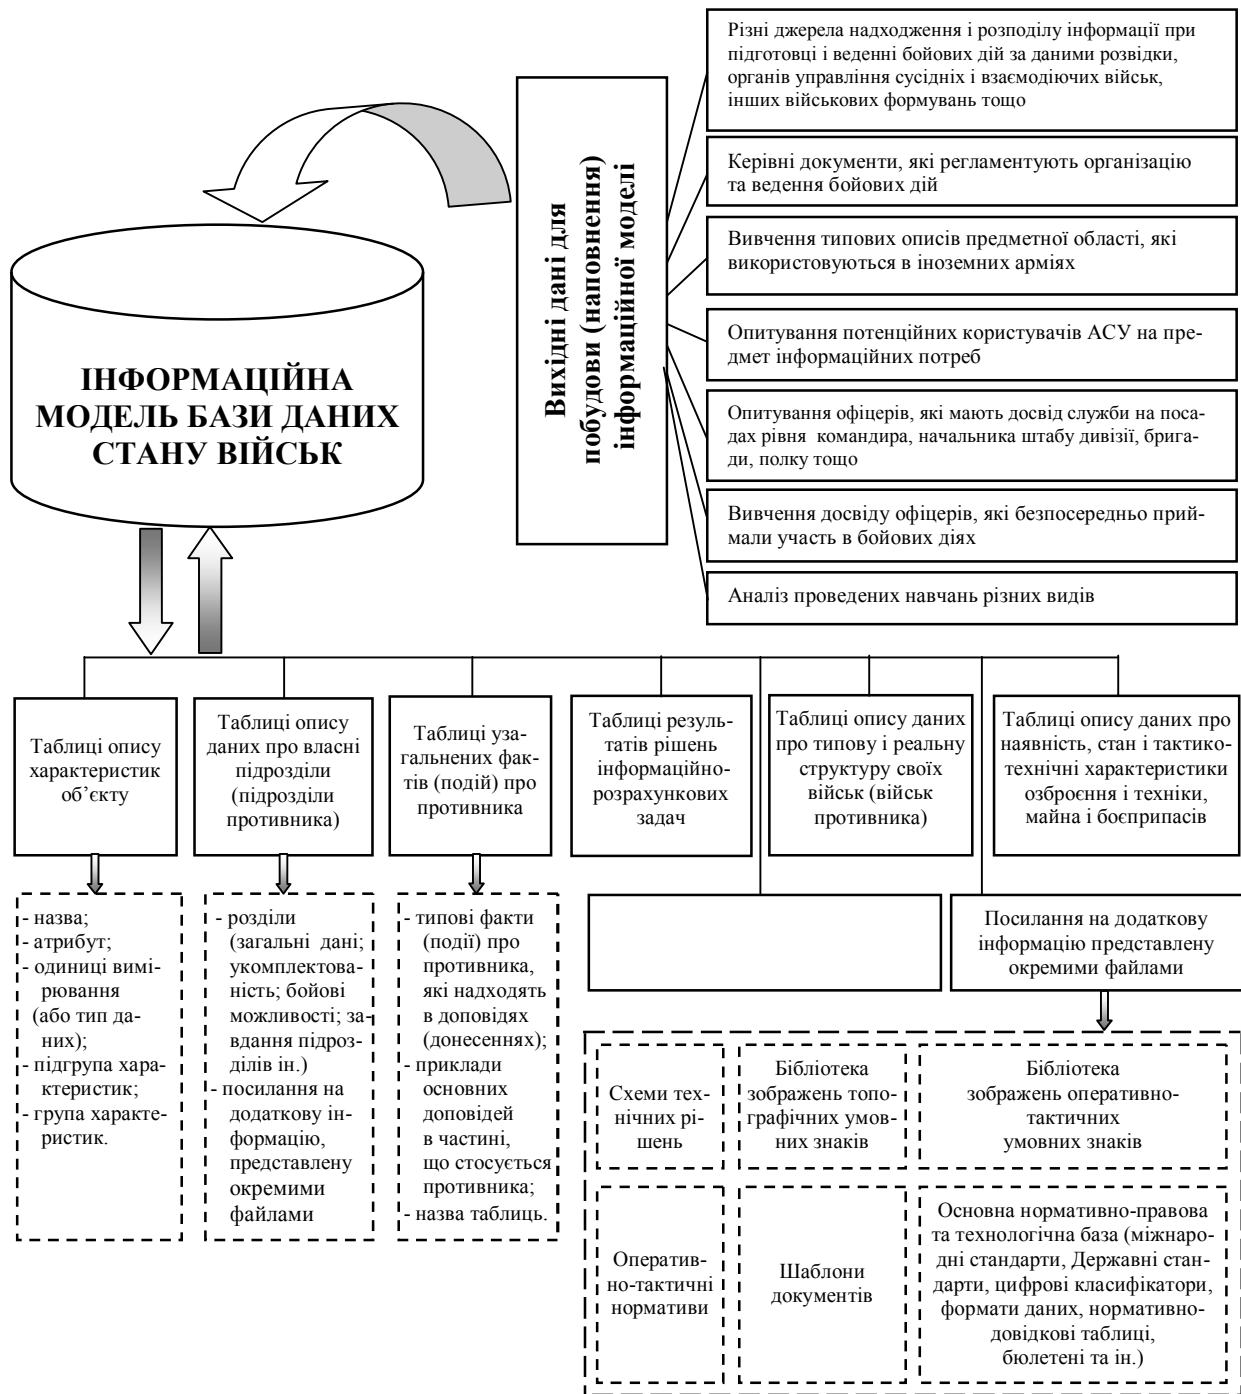 Різні джерела надходження і розподілу інформації при
підготовці і веденні бойових дій за даними розвідки,
органів управління сусідніх і взаємодіючих військ,
інших військових формувань тощо
Керівні документи, які регламентують організацію
та ведення бойових дій
Вивчення типових описів предметної області, які
використовуються в іноземних арміях
Опитування потенційних користувачів АСУ на пре-
дмет інформаційних потреб
Опитування офіцерів, які мають досвід служби на поса-
дах рівня командира, начальника штабу дивізії, брига-
ди, полку тощо
Вивчення досвіду офіцерів, які безпосередньо прий-
мали участь в бойових діях
Аналіз проведених навчань різних видів
Вихідні дані для
побудови (наповнення)
інформаційної моделі
ІНФОРМАЦІЙНА
МОДЕЛЬ БАЗИ ДАНИХ
СТАНУ ВІЙСЬК
Таблиці опису
характеристик
об’єкту
Таблиці опису
даних про власні
підрозділи
(підрозділи
противника)
Таблиці уза-
гальнених фак-
тів (подій) про
противника
Таблиці резуль-
татів рішень
інформаційно-
розрахункових
задач
Таблиці опису даних
про типову і реальну
структуру своїх
військ (військ
противника)
Таблиці опису даних про
наявність, стан і тактико-
технічні характеристики
озброєння і техніки,
майна і боєприпасів
- назва;
- атрибут;
- одиниці вимі-
рювання
(або тип да-
них);
- підгрупа хара-
ктеристик;
- група характе-
ристик.
- розділи
(загальні дані;
укомплектова-
ність; бойові
можливості; за-
вдання підроз-
ділів ін.)
- посилання на
додаткову ін-
формацію,
представлену
окремими
файлами
- типові факти
(події) про
противника,
які надходять
в доповідях
(донесеннях);
- приклади
основних
доповідей
в частині,
що стосується
противника;
- назва таблиць.
Посилання на додаткову
інформацію представлену
окремими файлами
Схеми тех-
нічних рі-
шень
Бібліотека
зображень топо-
графічних умов-
них знаків
Бібліотека
зображень оперативно-
тактичних
умовних знаків
Оператив-
но-тактичні
нормативи
Шаблони
документів
Основна нормативно-правова
та технологічна база (міжнаро-
дні стандарти, Державні стан-
дарти, цифрові класифікатори,
формати даних, нормативно-
довідкові таблиці,
бюлетені та ін.)